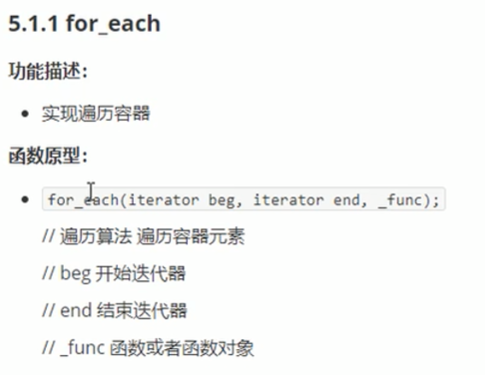 5.1.1 for_each
功能描述：
实现遍历容器
函数原型：
for_each(iterator beg, iterator end, _func);
// 遍历算法 遍历容器元素
// beg 开始迭代器
// end 结束迭代器
// _func 函数或者函数对象